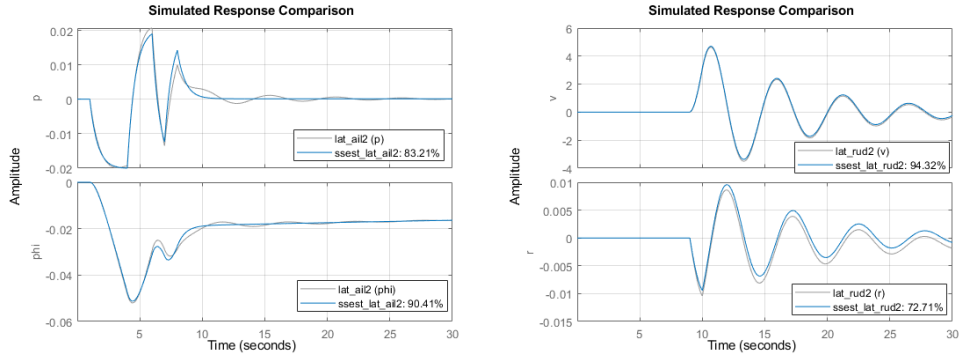 Simulated Response Comparison
0.02
0.01
0
-0.01
-0.02
p
lat_ail2 (p)
ssest_lat_ail2: 83.21%
Amplitude
0
-0.02
-0.04
-0.06
phi
lat_ail2 (phi)
ssest_lat_ail2: 90.41%
5 10 15 20 25 30
Time (seconds)
Simulated Response Comparison
6
4
2
0
-2
-4
v
lat_rud2 (v)
ssest_lat_rud2: 94.32%
Amplitude
0.01
0.005
0
-0.005
-0.01
-0.015
r
lat_rud2 (r)
ssest_lat_rud2: 72.71%
5 10 15 20 25 30
Time (seconds)